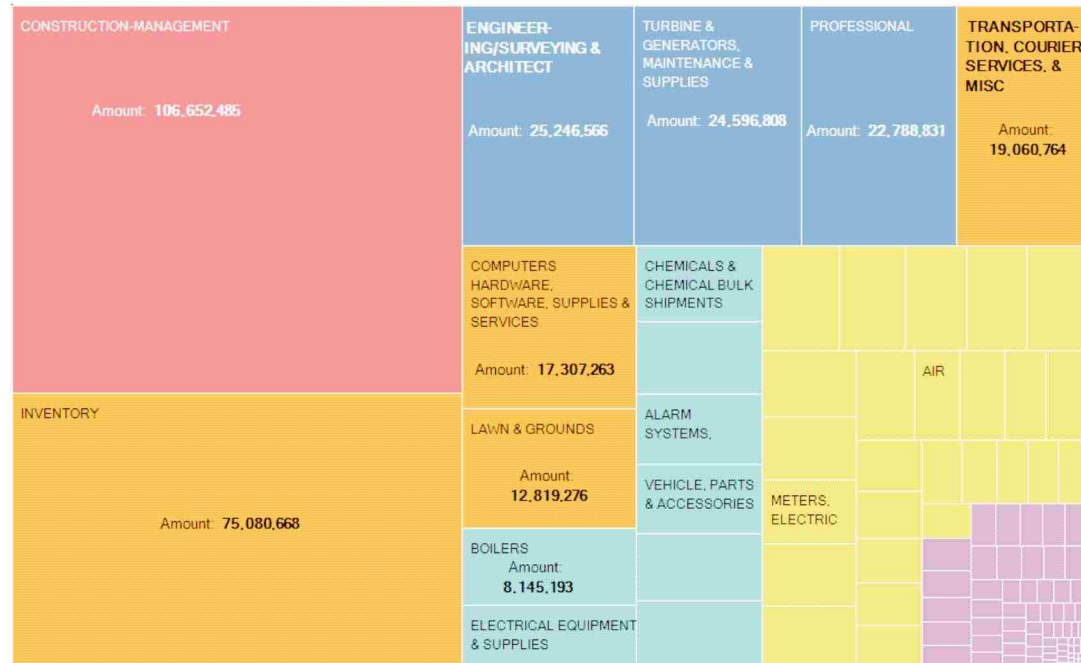 CONSTRUCTION-MANAGEMENT
Amount: 106,652,485
ENGINEER-
ING/SURVEYING &
ARCHITECT
Amount: 25,246,566
TURBINE &
GENERATORS,
MAINTENANCE &
SUPPLIES
Amount: 24,596,808
PROFESSIONAL
Amount: 22,788,831
TRANSPORTA-
TION, COURIER
SERVICES, &
MISC
Amount:
19,060,764
INVENTORY
Amount: 75,080,668
COMPUTERS
HARDWARE,
SOFTWARE, SUPPLIES &
SERVICES
Amount: 17,307,263
LAWN & GROUNDS
Amount:
12,819,276
BOILERS
Amount:
8,145,193
ELECTRICAL EQUIPMENT
& SUPPLIES
CHEMICALS &
CHEMICAL BULK
SHIPMENTS
ALARM
SYSTEMS,
VEHICLE, PARTS
& ACCESSORIES
METERS,
ELECTRIC
AIR